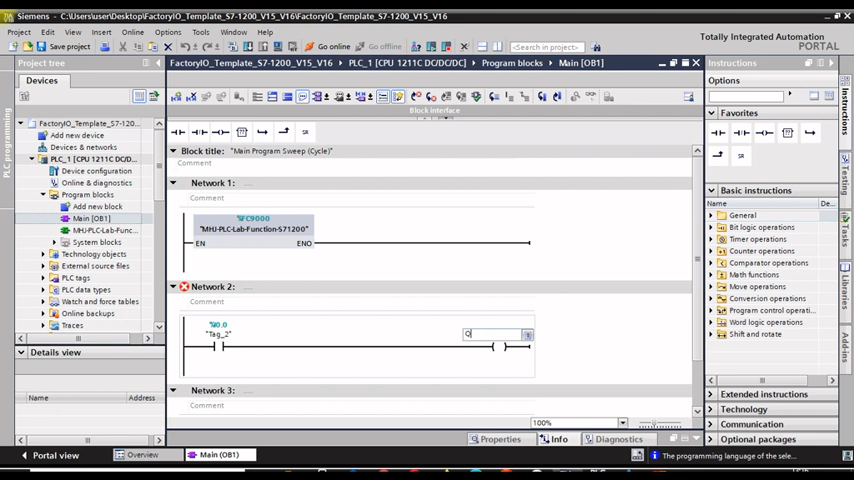 Siemens - C:\Users\user\Desktop\FactoryIO_Template_S7-1200_V15_V16\FactoryIO_Template_S7-1200_V15_V16
Project Edit View Insert Online Options Tools Window Help
Totally Integrated Automation
PORTAL
Save project
Go online
Go offline
<Search in project>
Project tree
FactoryIO_Template_S7-1200_V15_V16 PLC_1 [CPU 1211C DC/DC/DC] Program blocks Main [OB1]
Instructions
Devices
Options
Block interface
FactoryIO_Template_S7-120...
Add new device
Devices & networks
PLC_1 [CPU 1211C DC/D...
Device configuration
Online & diagnostics
Program blocks
Add new block
Main [OB1]
MHJ-PLC-Lab-Func...
System blocks
Technology objects
External source files
PLC tags
PLC data types
Watch and force tables
Online backups
Traces
Details view
Name Address
Block title: "Main Program Sweep (Cycle)"
Comment
Network 1:
Comment
%FC9000
"MHJ-PLC-Lab-Function-S71200"
EN ENO
Network 2:
Comment
%I0.0
"Tag_2"
Q
Network 3:
Comment
100%
Favorites
SR
SR
Basic instructions
Name De...
General
Bit logic operations
Timer operations
Counter operations
Comparator operations
Math functions
Move operations
Conversion operations
Program control operati...
Word logic operations
Shift and rotate
Extended instructions
Technology
Communication
Optional packages
PLC programming
Instructions
Testing
Tasks
Libraries
Properties
Info
Diagnostics
Portal view
Overview
Main (OB1)
The programming language of the sele...